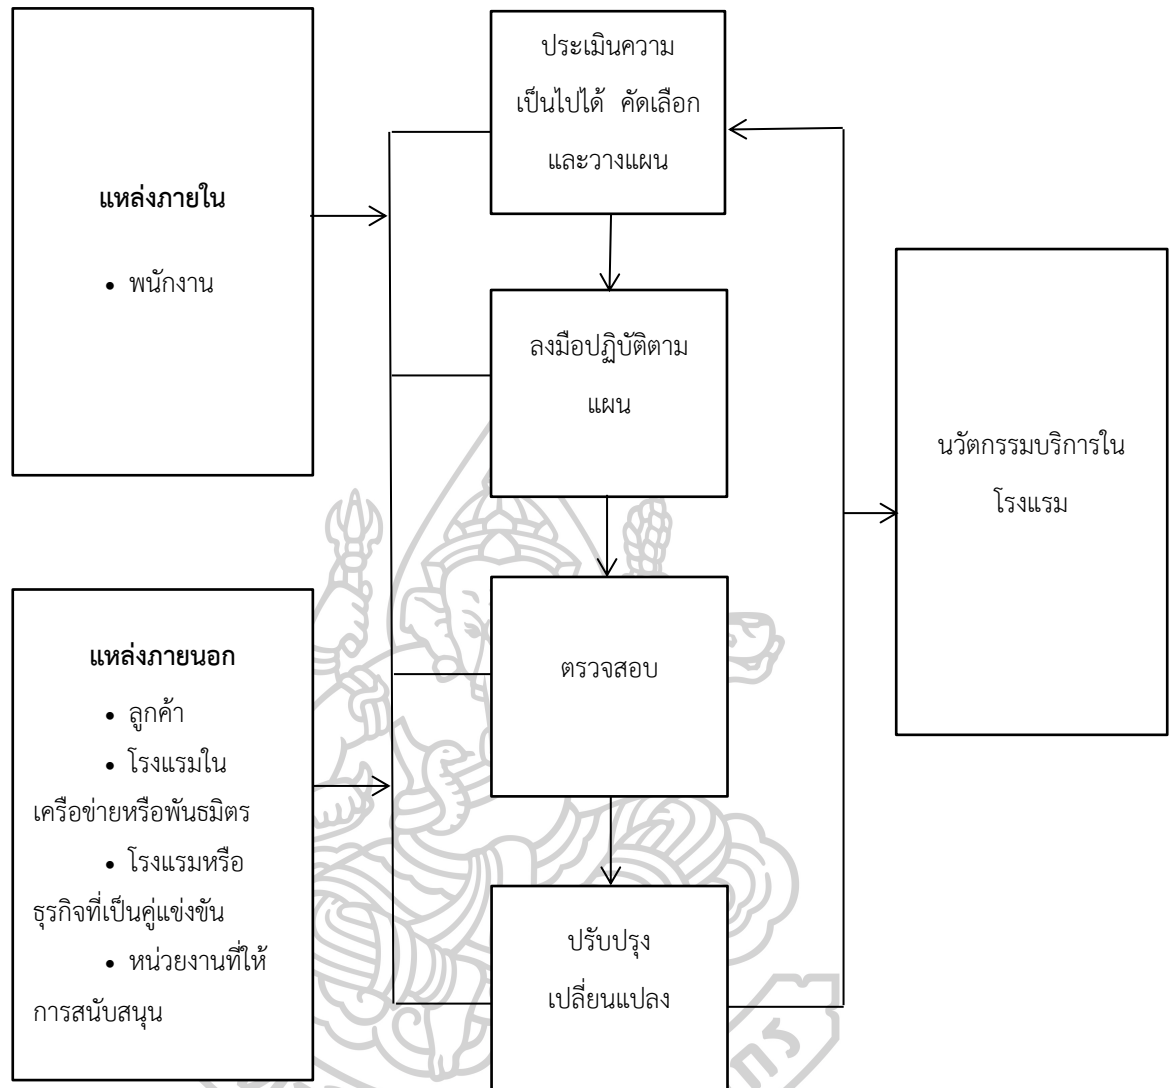 แหล่งภายใน
• พนักงาน
แหล่งภายนอก
• ลูกค้า
• โรงแรมใน
เครือข่ายหรือพันธมิตร
• โรงแรมหรือ
ธุรกิจที่เป็นคู่แข่งขัน
• หน่วยงานที่ให้
การสนับสนุน
ประเมินความ
เป็นไปได้ คัดเลือก
และวางแผน
ลงมือปฏิบัติตาม
แผน
ตรวจสอบ
ปรับปรุง
เปลี่ยนแปลง
นวัตกรรมบริการใน
โรงแรม